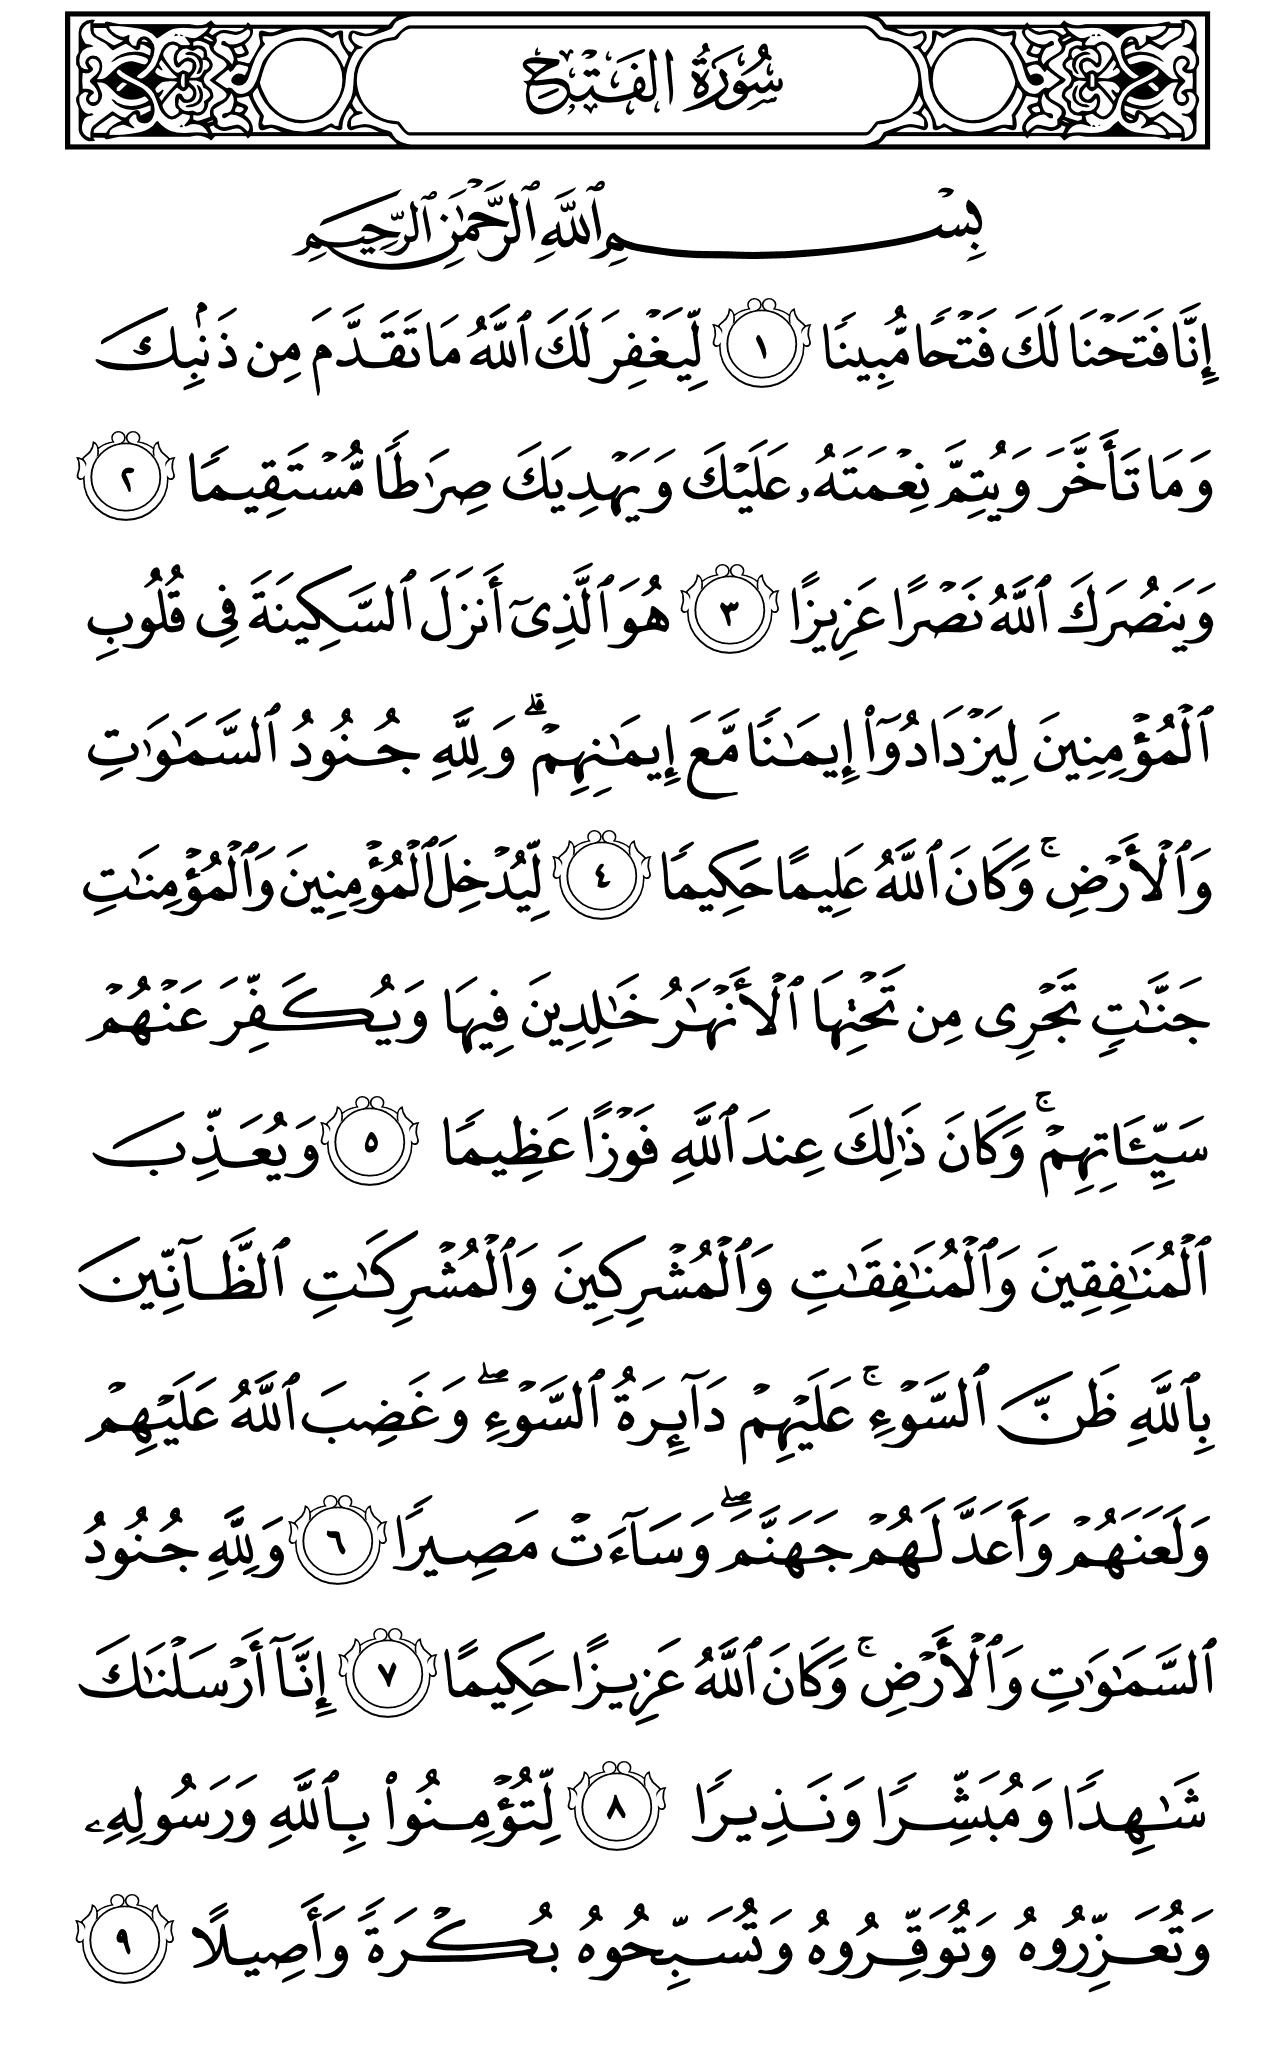 سُورَةُ الفَتْحِ
بِسْمِ ٱللَّهِ ٱلرَّحْمَٰنِ ٱلرَّحِيمِ
إِنَّا فَتَحْنَا لَكَ فَتْحًا مُّبِينًا ١ لِّيَغْفِرَ لَكَ ٱللَّهُ مَا تَقَدَّمَ مِن ذَنۢبِكَ
وَمَا تَأَخَّرَ وَيُتِمَّ نِعْمَتَهُۥ عَلَيْكَ وَيَهْدِيَكَ صِرَٰطًا مُّسْتَقِيمًا ٢
وَيَنصُرَكَ ٱللَّهُ نَصْرًا عَزِيزًا ٣ هُوَ ٱلَّذِىٓ أَنزَلَ ٱلسَّكِينَةَ فِى قُلُوبِ
ٱلْمُؤْمِنِينَ لِيَزْدَادُوٓا۟ إِيمَٰنًا مَّعَ إِيمَٰنِهِمْ ۗ وَلِلَّهِ جُنُودُ ٱلسَّمَٰوَٰتِ
وَٱلْأَرْضِ ۚ وَكَانَ ٱللَّهُ عَلِيمًا حَكِيمًا ٤ لِّيُدْخِلَ ٱلْمُؤْمِنِينَ وَٱلْمُؤْمِنَٰتِ
جَنَّٰتٍ تَجْرِى مِن تَحْتِهَا ٱلْأَنْهَٰرُ خَٰلِدِينَ فِيهَا وَيُكَفِّرَ عَنْهُمْ
سَيِّـَٔاتِهِمْ ۚ وَكَانَ ذَٰلِكَ عِندَ ٱللَّهِ فَوْزًا عَظِيمًا ٥ وَيُعَذِّبَ
ٱلْمُنَٰفِقِينَ وَٱلْمُنَٰفِقَٰتِ وَٱلْمُشْرِكِينَ وَٱلْمُشْرِكَٰتِ ٱلظَّآنِّينَ
بِٱللَّهِ ظَنَّ ٱلسَّوْءِ ۚ عَلَيْهِمْ دَآئِرَةُ ٱلسَّوْءِ ۖ وَغَضِبَ ٱللَّهُ عَلَيْهِمْ
وَلَعَنَهُمْ وَأَعَدَّ لَهُمْ جَهَنَّمَ ۖ وَسَآءَتْ مَصِيرًا ٦ وَلِلَّهِ جُنُودُ
ٱلسَّمَٰوَٰتِ وَٱلْأَرْضِ ۚ وَكَانَ ٱللَّهُ عَزِيزًا حَكِيمًا ٧ إِنَّآ أَرْسَلْنَٰكَ
شَٰهِدًا وَمُبَشِّرًا وَنَذِيرًا ٨ لِّتُؤْمِنُوا۟ بِٱللَّهِ وَرَسُولِهِۦ
وَتُعَزِّرُوهُ وَتُوَقِّرُوهُ وَتُسَبِّحُوهُ بُكْرَةً وَأَصِيلًا ٩